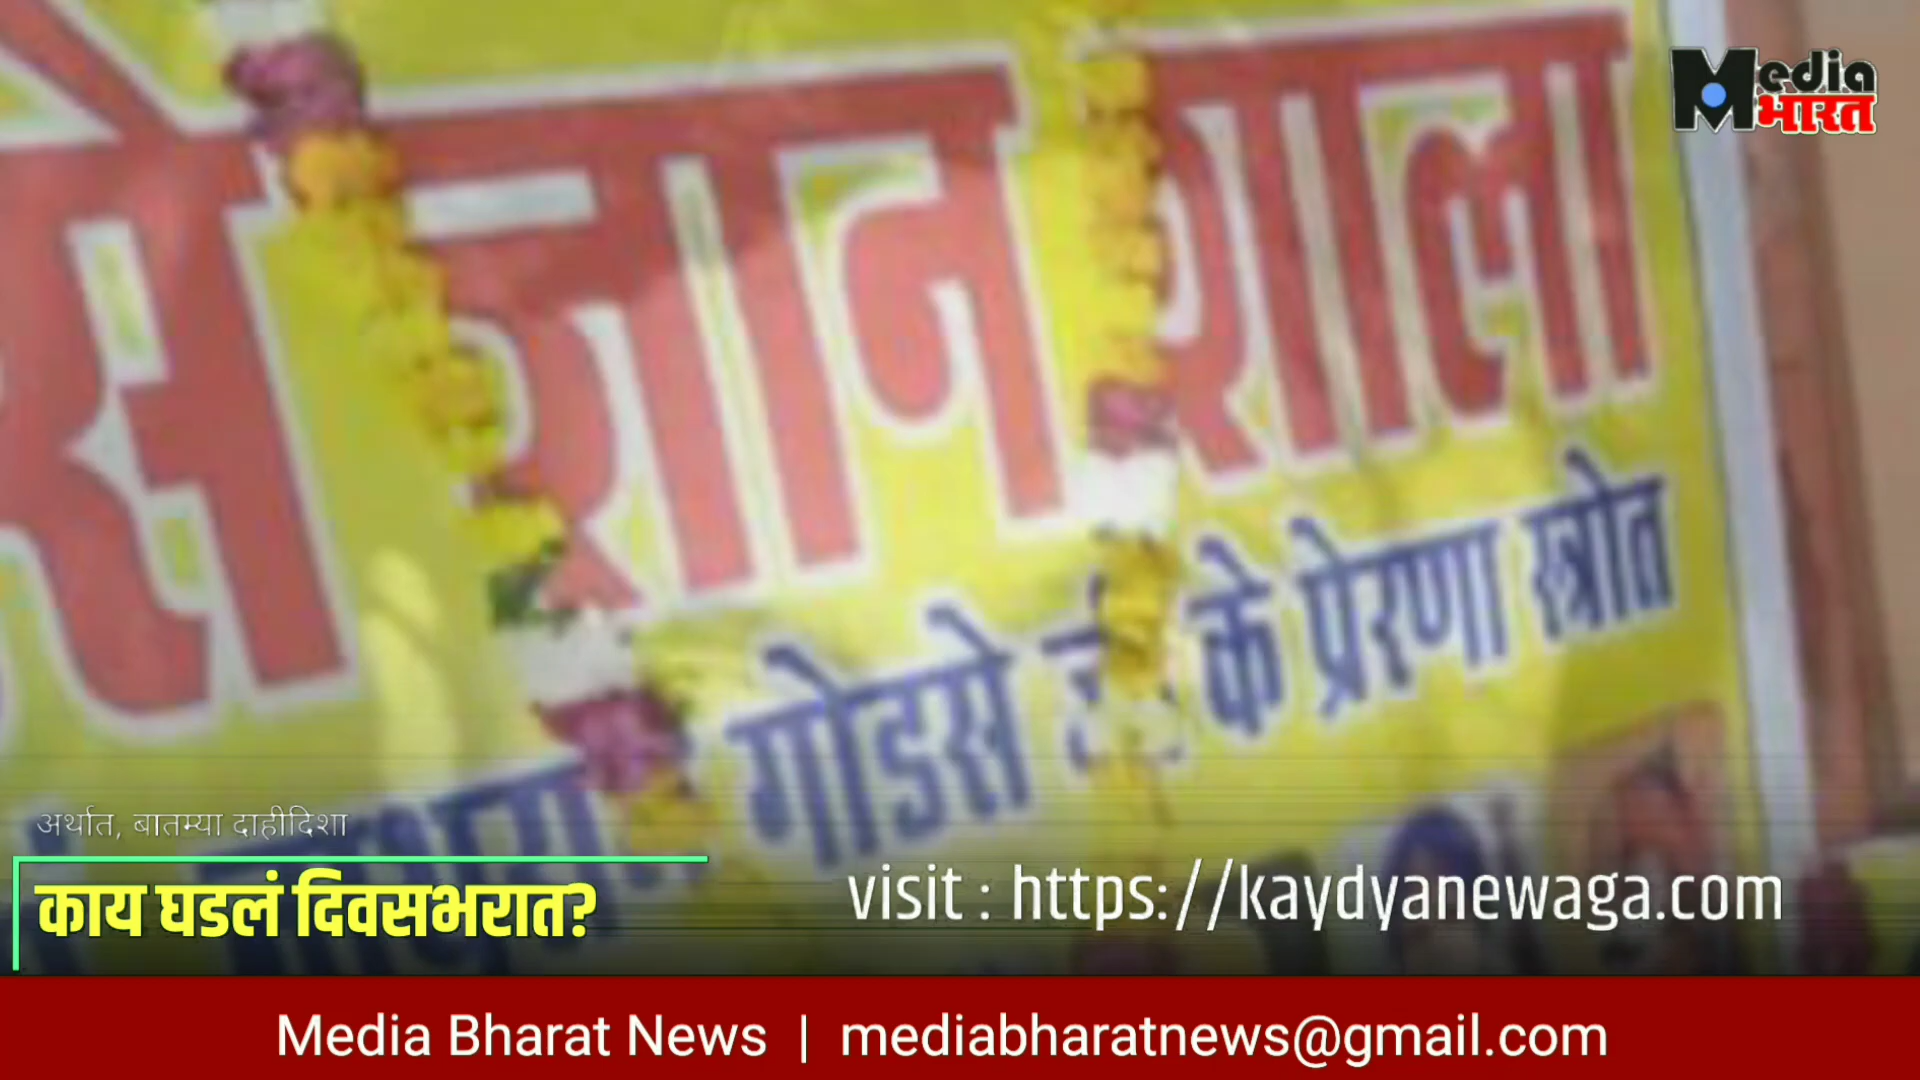 Media
भारत
से ज्ञान शाला
गोडसे जी के प्रेरणा स्त्रोत
अर्थात, बातम्या दाहीदिशा
काय घडलं दिवसभरात?
visit : https://kaydyanewaga.com
Media Bharat News | mediabharatnews@gmail.com